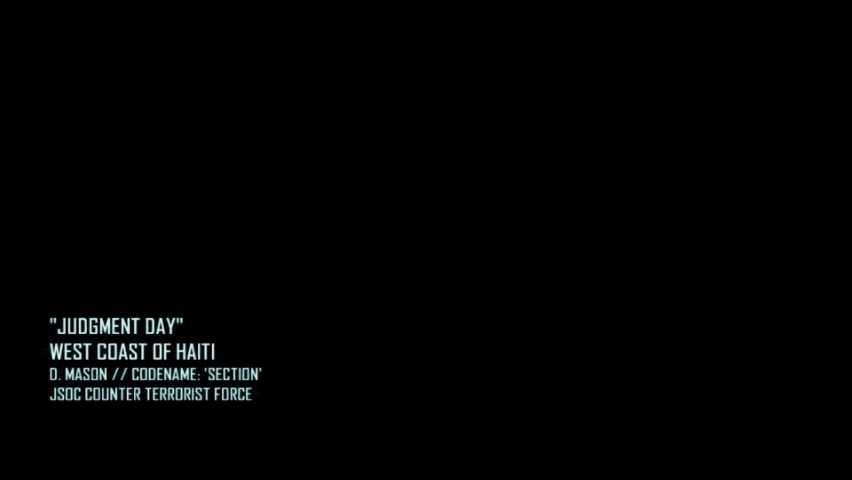 "JUDGMENT DAY"
WEST COAST OF HAITI
D. MASON // CODENAME: 'SECTION'
JSOC COUNTER TERRORIST FORCE